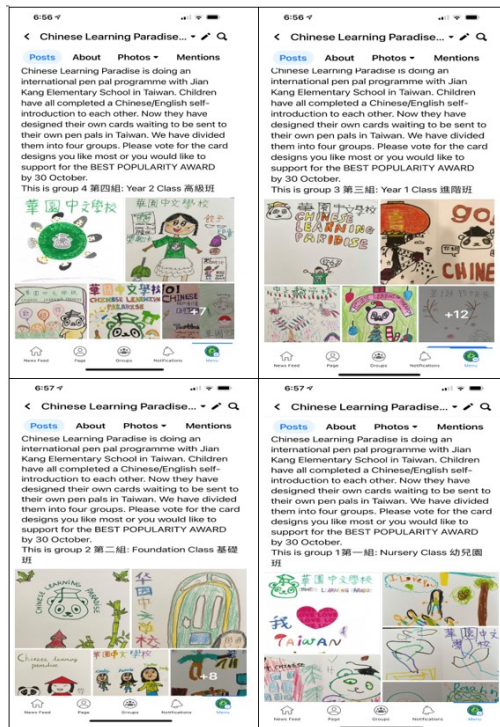 6:56
Chinese Learning Paradise...
Posts About Photos Mentions
Chinese Learning Paradise is doing an
international pen pal programme with Jian
Kang Elementary School in Taiwan. Children
have all completed a Chinese/English self-
introduction to each other. Now they have
designed their own cards waiting to be sent to
their own pen pals in Taiwan. We have divided
them into four groups. Please vote for the card
designs you like most or you would like to
support for the BEST POPULARITY AWARD
by 30 October.
This is group 4 第四組: Year 2 Class 高級班
華園中文學校
華園中文學校
餃子
華園中文學校
News Feed Page Groups Notifications Menu
6:56
Chinese Learning Paradise...
Posts About Photos Mentions
Chinese Learning Paradise is doing an
international pen pal programme with Jian
Kang Elementary School in Taiwan. Children
have all completed a Chinese/English self-
introduction to each other. Now they have
designed their own cards waiting to be sent to
their own pen pals in Taiwan. We have divided
them into four groups. Please vote for the card
designs you like most or you would like to
support for the BEST POPULARITY AWARD
by 30 October.
This is group 3 第三組: Year 1 Class 進階班
華園中文學校
CHINESE
LEARNING
PARIDISE
CHINE
+12
News Feed Page Groups Notifications Menu
6:57
Chinese Learning Paradise...
Posts About Photos Mentions
Chinese Learning Paradise is doing an
international pen pal programme with Jian
Kang Elementary School in Taiwan. Children
have all completed a Chinese/English self-
introduction to each other. Now they have
designed their own cards waiting to be sent to
their own pen pals in Taiwan. We have divided
them into four groups. Please vote for the card
designs you like most or you would like to
support for the BEST POPULARITY AWARD
by 30 October.
This is group 2 第二組: Foundation Class 基礎
班
CHINESE LEARNING PARADISE
华园中文学校
Chinese learning
paradise
+8
News Feed Page Groups Notifications Menu
6:57
Chinese Learning Paradise...
Posts About Photos Mentions
Chinese Learning Paradise is doing an
international pen pal programme with Jian
Kang Elementary School in Taiwan. Children
have all completed a Chinese/English self-
introduction to each other. Now they have
designed their own cards waiting to be sent to
their own pen pals in Taiwan. We have divided
them into four groups. Please vote for the card
designs you like most or you would like to
support for the BEST POPULARITY AWARD
by 30 October.
This is group 1第一組: Nursery Class 幼兒園
班
華園中文學校
我
TAIWAN
News Feed Page Groups Notifications Menu